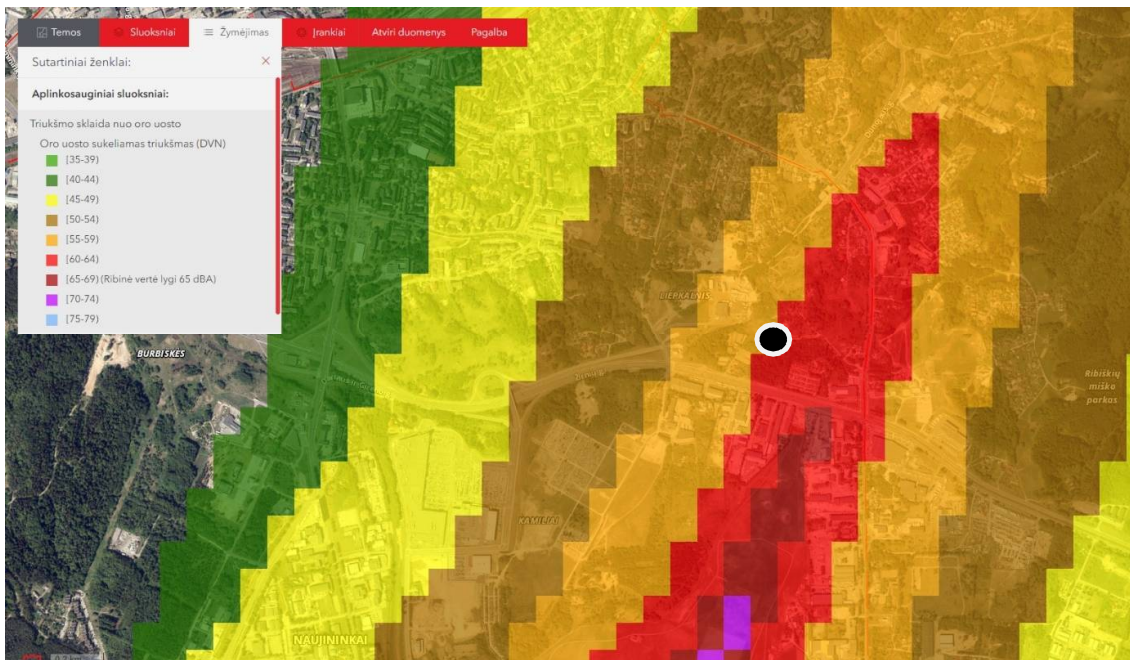 Temos
Sluoksniai
Žymėjimas
Įrankiai
Atviri duomenys
Pagalba
Sutartiniai ženklai:
Aplinkosauginiai sluoksniai:
Triukšmo sklaida nuo oro uosto
Oro uosto sukeliamas triukšmas (DVN)
[35-39)
[40-44)
[45-49)
[50-54)
[55-59)
[60-64)
[65-69) (Ribinė vertė lygi 65 dBA)
[70-74)
[75-79)
LIEPKALNIS
BURBIŠKĖS
Ribiškių
miško
parkas
KAMINIAI
NAUJININKAI